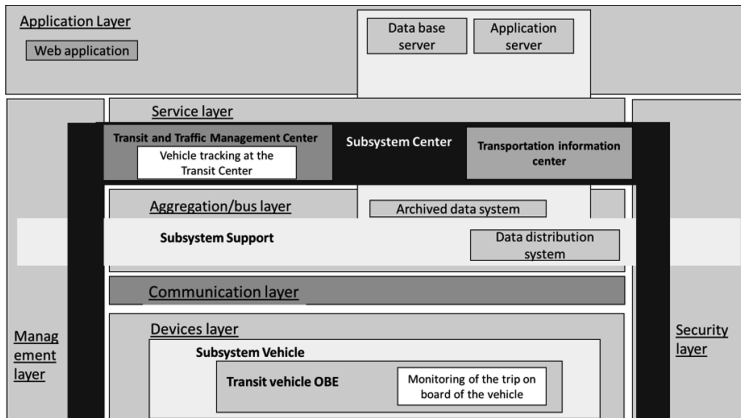 Application Layer
Web application
Data base
server
Application
server
Service layer
Transit and Traffic Management Center
Vehicle tracking at the
Transit Center
Subsystem Center
Transportation information
center
Aggregation/bus layer
Archived data system
Subsystem Support
Data distribution
system
Communication layer
Manag
ement
layer
Devices layer
Subsystem Vehicle
Transit vehicle OBE
Monitoring of the trip on
board of the vehicle
Security
layer